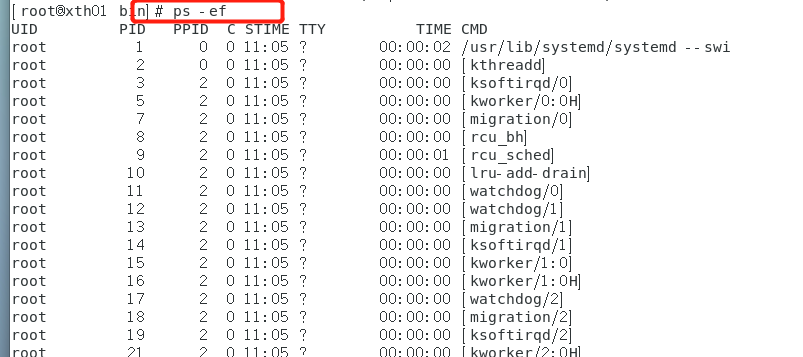 [root@xth01 bin]# ps -ef
UID        PID  PPID  C STIME TTY          TIME CMD
root         1     0  0 11:05 ?        00:00:02 /usr/lib/systemd/systemd --swi
root         2     0  0 11:05 ?        00:00:00 [kthreadd]
root         3     2  0 11:05 ?        00:00:00 [ksoftirqd/0]
root         5     2  0 11:05 ?        00:00:00 [kworker/0:0H]
root         7     2  0 11:05 ?        00:00:00 [migration/0]
root         8     2  0 11:05 ?        00:00:00 [rcu_bh]
root         9     2  0 11:05 ?        00:00:01 [rcu_sched]
root        10     2  0 11:05 ?        00:00:00 [lru-add-drain]
root        11     2  0 11:05 ?        00:00:00 [watchdog/0]
root        12     2  0 11:05 ?        00:00:00 [watchdog/1]
root        13     2  0 11:05 ?        00:00:00 [migration/1]
root        14     2  0 11:05 ?        00:00:00 [ksoftirqd/1]
root        15     2  0 11:05 ?        00:00:00 [kworker/1:0]
root        16     2  0 11:05 ?        00:00:00 [kworker/1:0H]
root        17     2  0 11:05 ?        00:00:00 [watchdog/2]
root        18     2  0 11:05 ?        00:00:00 [migration/2]
root        19     2  0 11:05 ?        00:00:00 [ksoftirqd/2]
root        21     2  0 11:05 ?        00:00:00 [kworker/2:0H]